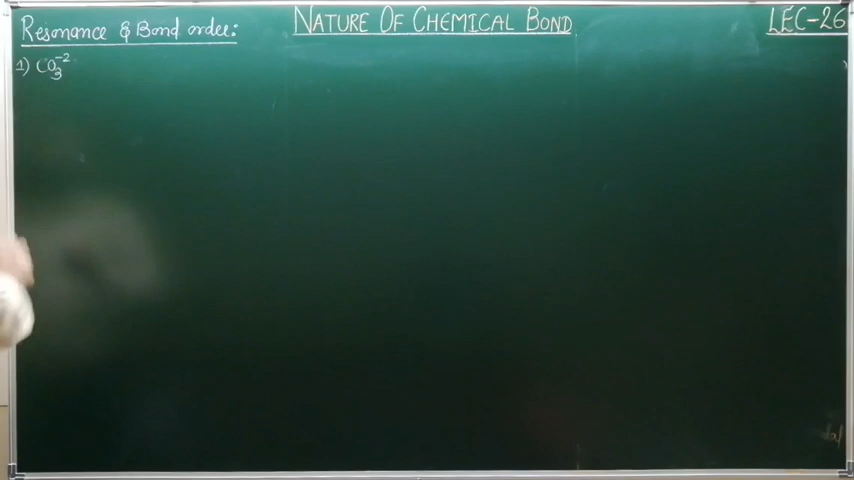 Resonance & Bond order:
NATURE OF CHEMICAL BOND
LEC-26
1) CO₃⁻²